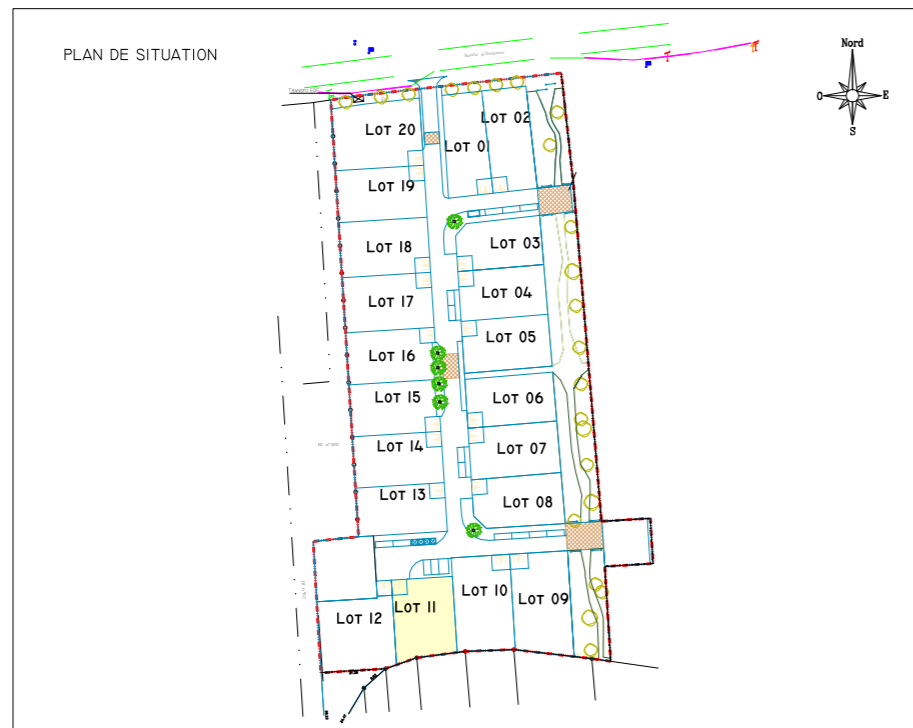 PLAN DE SITUATION
Nord
O
E
S
LOT 20
LOT 01
LOT 02
LOT 19
LOT 18
LOT 03
LOT 17
LOT 04
LOT 16
LOT 05
LOT 15
LOT 06
LOT 14
LOT 07
LOT 13
LOT 08
LOT 12
LOT 11
LOT 10
LOT 09